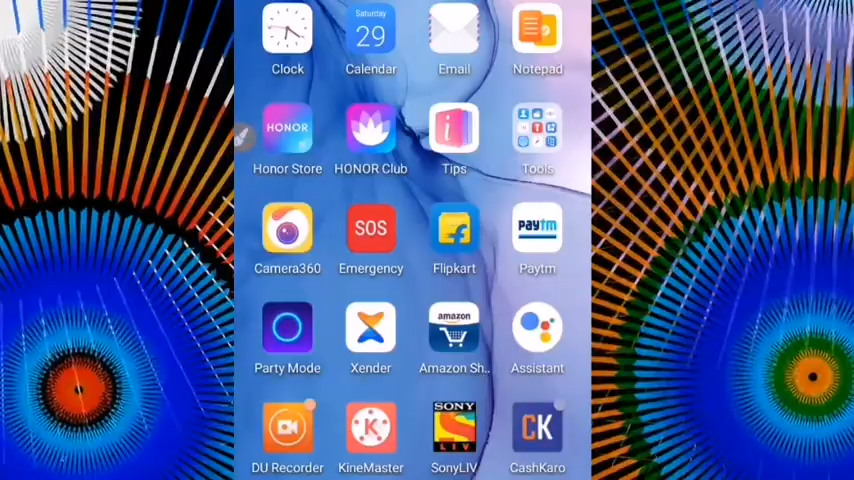 Saturday
29
Clock
Calendar
Email
Notepad
HONOR
Honor Store
HONOR Club
Tips
Tools
SOS
paytm
Camera360
Emergency
Flipkart
Paytm
amazon
Party Mode
Xender
Amazon Sh..
Assistant
SONY
LIV
CK
DU Recorder
KineMaster
SonyLIV
CashKaro